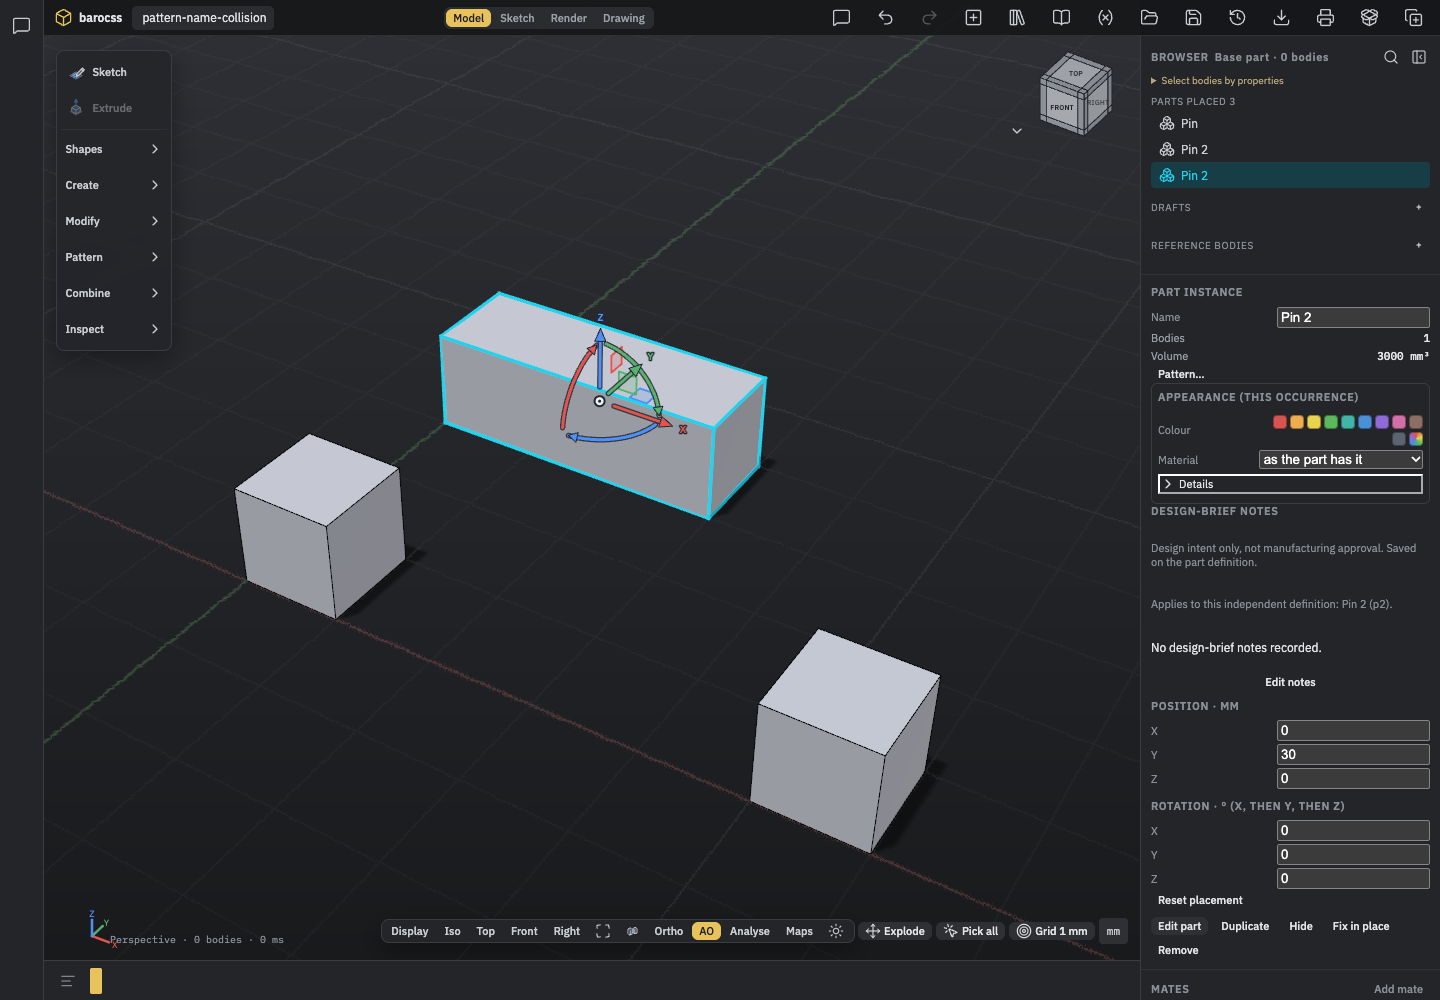 barocss
pattern-name-collision
Model
Sketch
Render
Drawing
Sketch
Extrude
Shapes
Create
Modify
Pattern
Combine
Inspect
TOP
FRONT
RIGHT
Z
Y
X
Z
Y
X
Perspective · 0 bodies · 0 ms
Display
Iso
Top
Front
Right
Ortho
AO
Analyse
Maps
Explode
Pick all
Grid 1 mm
mm
BROWSER Base part · 0 bodies
Select bodies by properties
PARTS PLACED 3
Pin
Pin 2
Pin 2
DRAFTS +
REFERENCE BODIES +
PART INSTANCE
Name Pin 2
Bodies 1
Volume 3000 mm³
Pattern...
APPEARANCE (THIS OCCURRENCE)
Colour
Material as the part has it
Details
DESIGN-BRIEF NOTES
Design intent only, not manufacturing approval. Saved
on the part definition.
Applies to this independent definition: Pin 2 (p2).
No design-brief notes recorded.
Edit notes
POSITION · MM
X 0
Y 30
Z 0
ROTATION · ° (X, THEN Y, THEN Z)
X 0
Y 0
Z 0
Reset placement
Edit part Duplicate Hide Fix in place
Remove
MATES Add mate